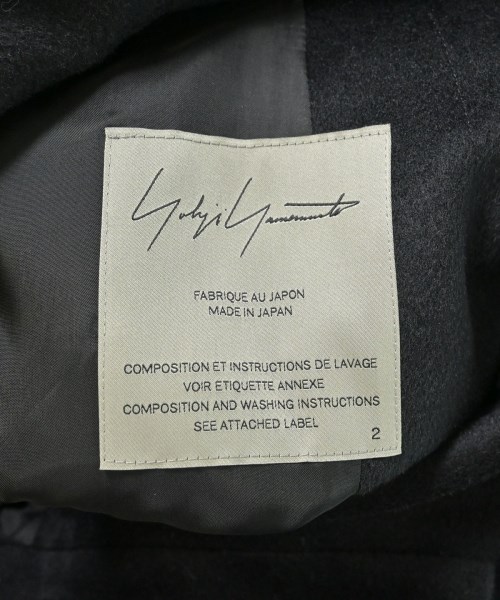 Yohji Yamamoto
FABRIQUE AU JAPON
MADE IN JAPAN
COMPOSITION ET INSTRUCTIONS DE LAVAGE
VOIR ETIQUETTE ANNEXE
COMPOSITION AND WASHING INSTRUCTIONS
SEE ATTACHED LABEL
2